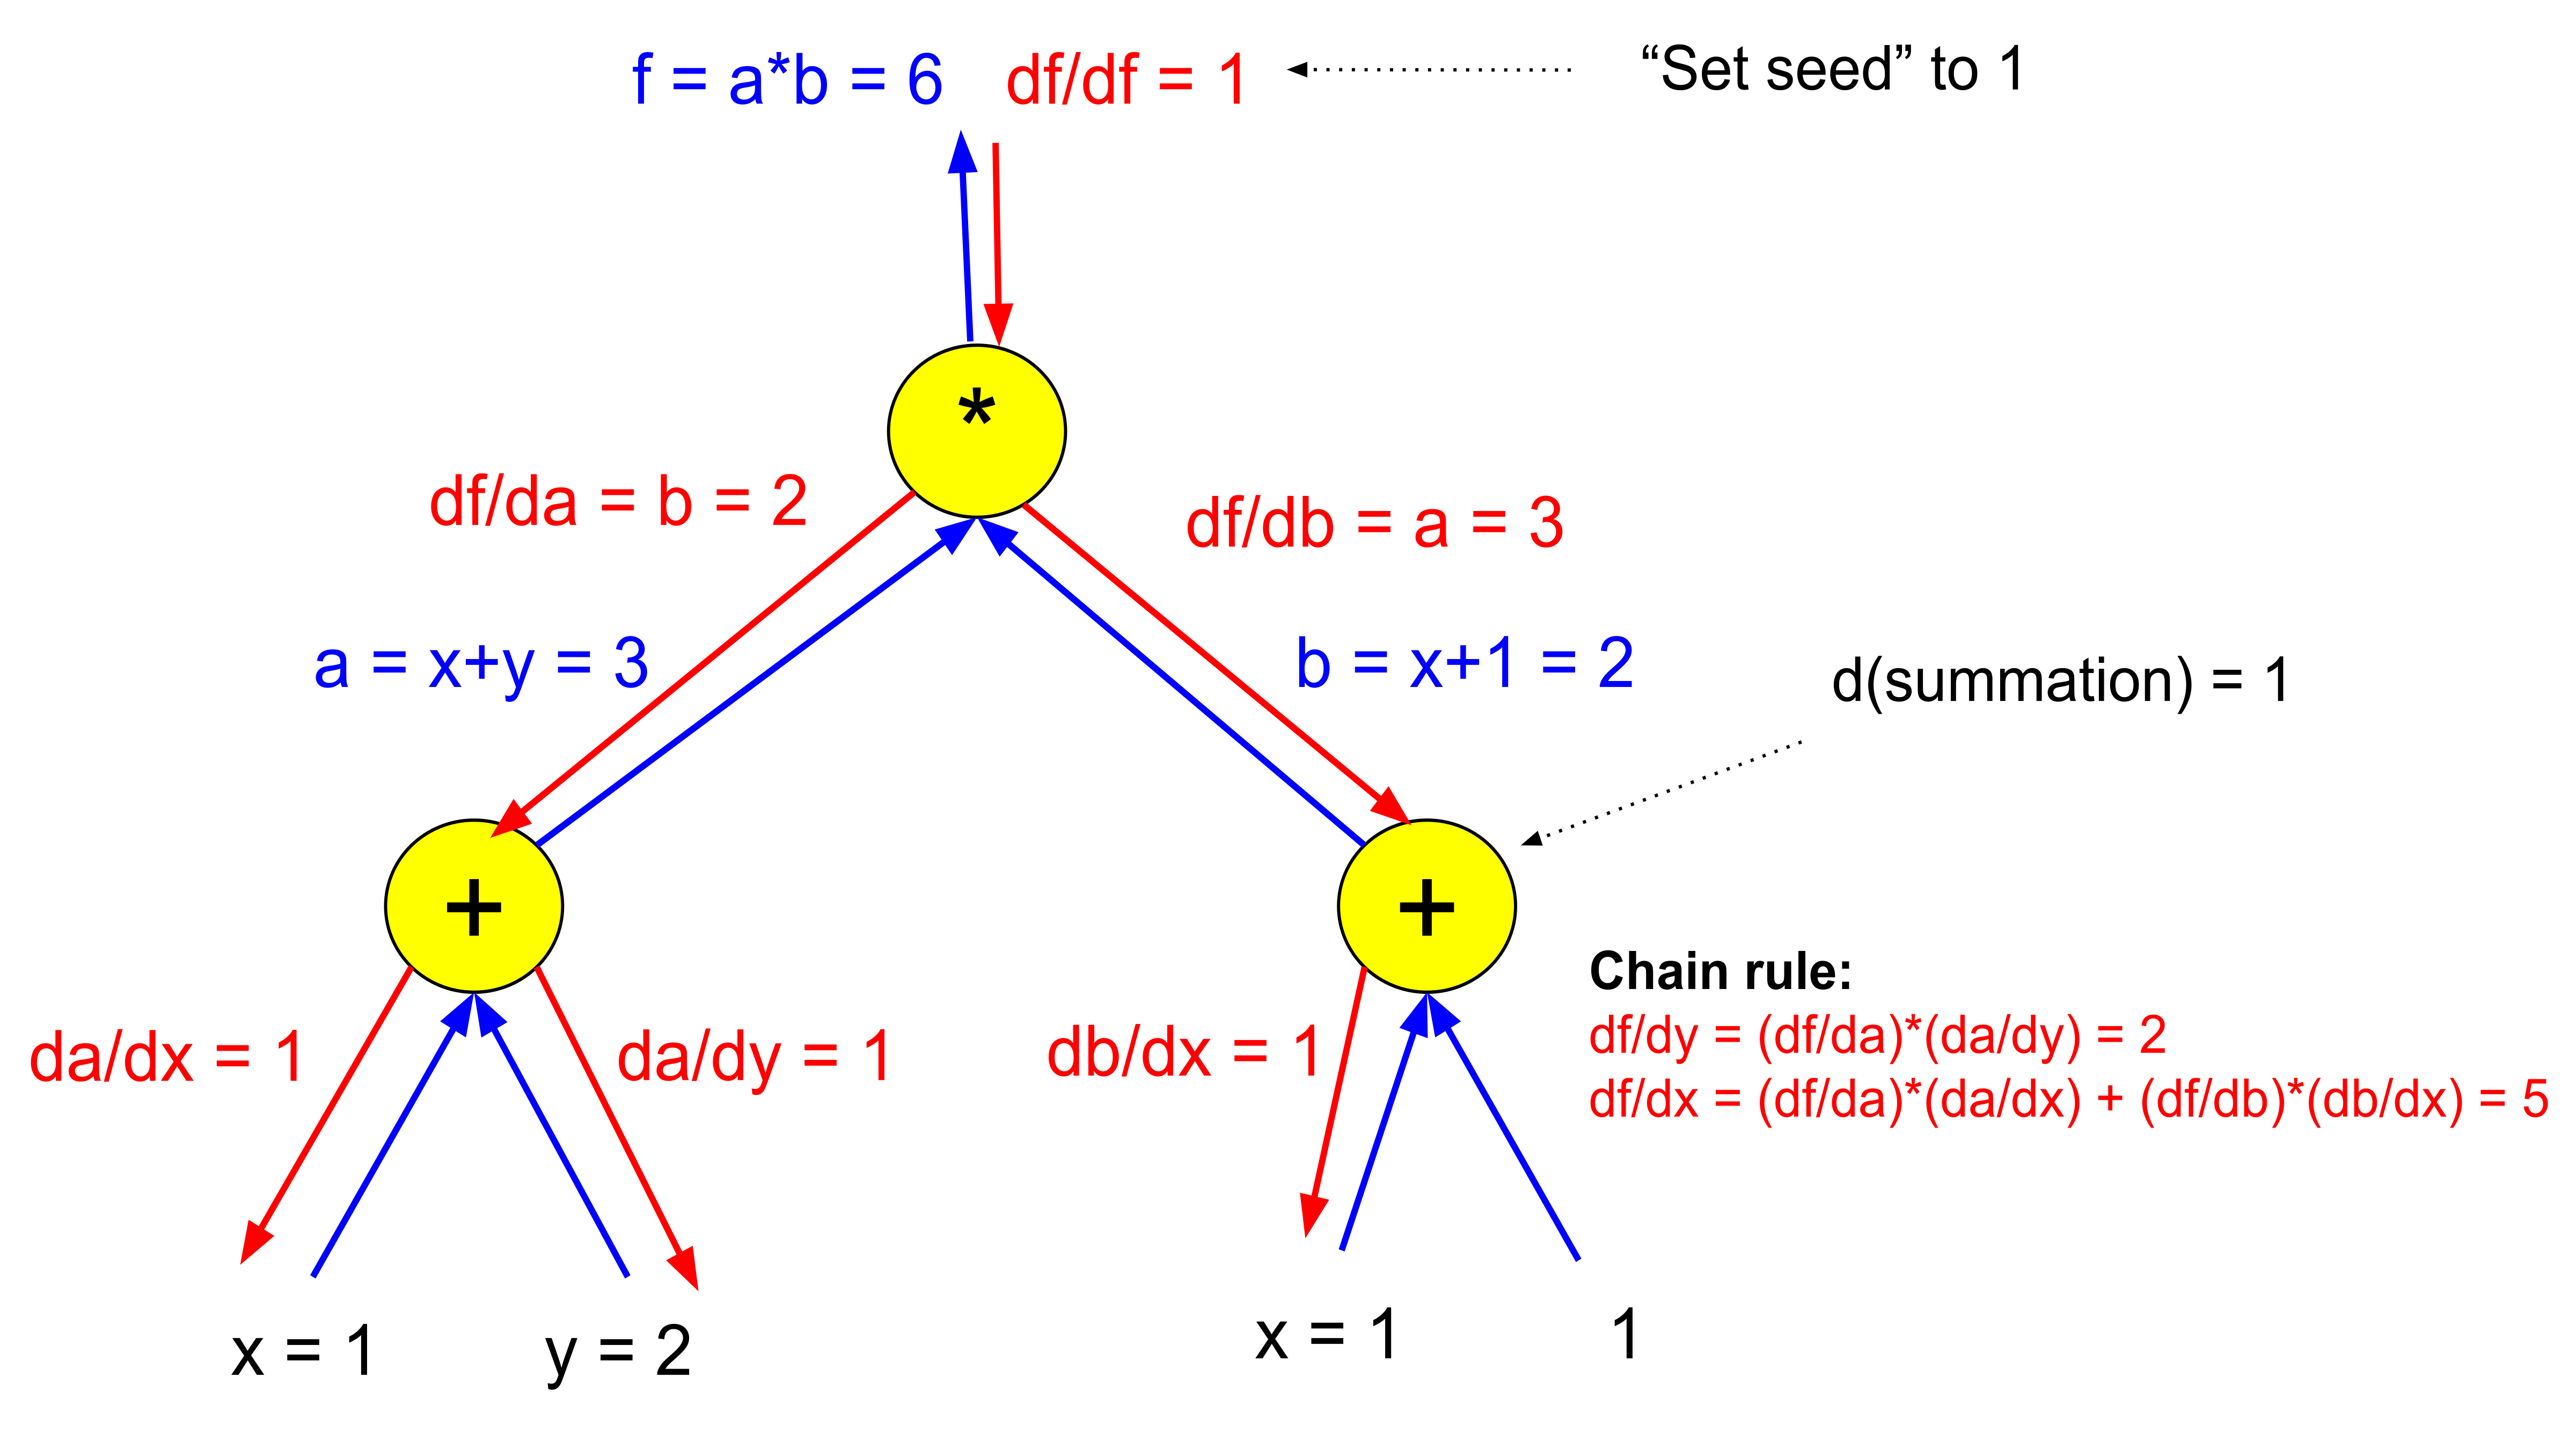 f = a*b = 6 df/df = 1 “Set seed” to 1
*
df/da = b = 2 df/db = a = 3
a = x+y = 3 b = x+1 = 2 d(summation) = 1
+ +
Chain rule:
da/dx = 1 da/dy = 1 db/dx = 1 df/dy = (df/da)*(da/dy) = 2
df/dx = (df/da)*(da/dx) + (df/db)*(db/dx) = 5
x = 1 y = 2 x = 1 1